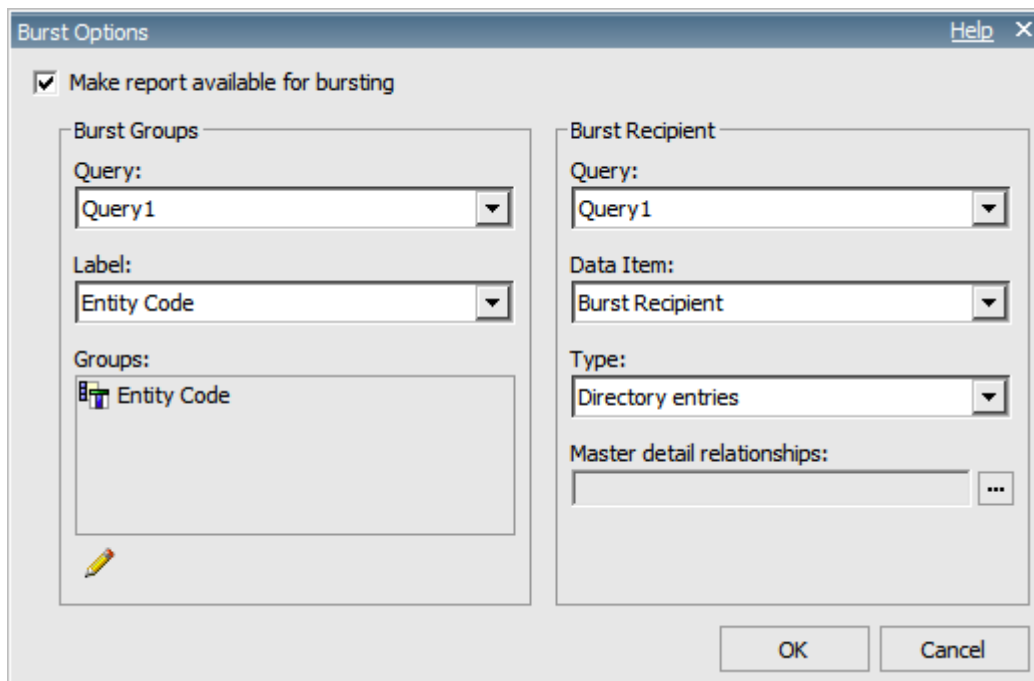 Burst Options Help
Make report available for bursting
Burst Groups
Query:
Query1
Label:
Entity Code
Groups:
Entity Code
Burst Recipient
Query:
Query1
Data Item:
Burst Recipient
Type:
Directory entries
Master detail relationships:
...
OK Cancel